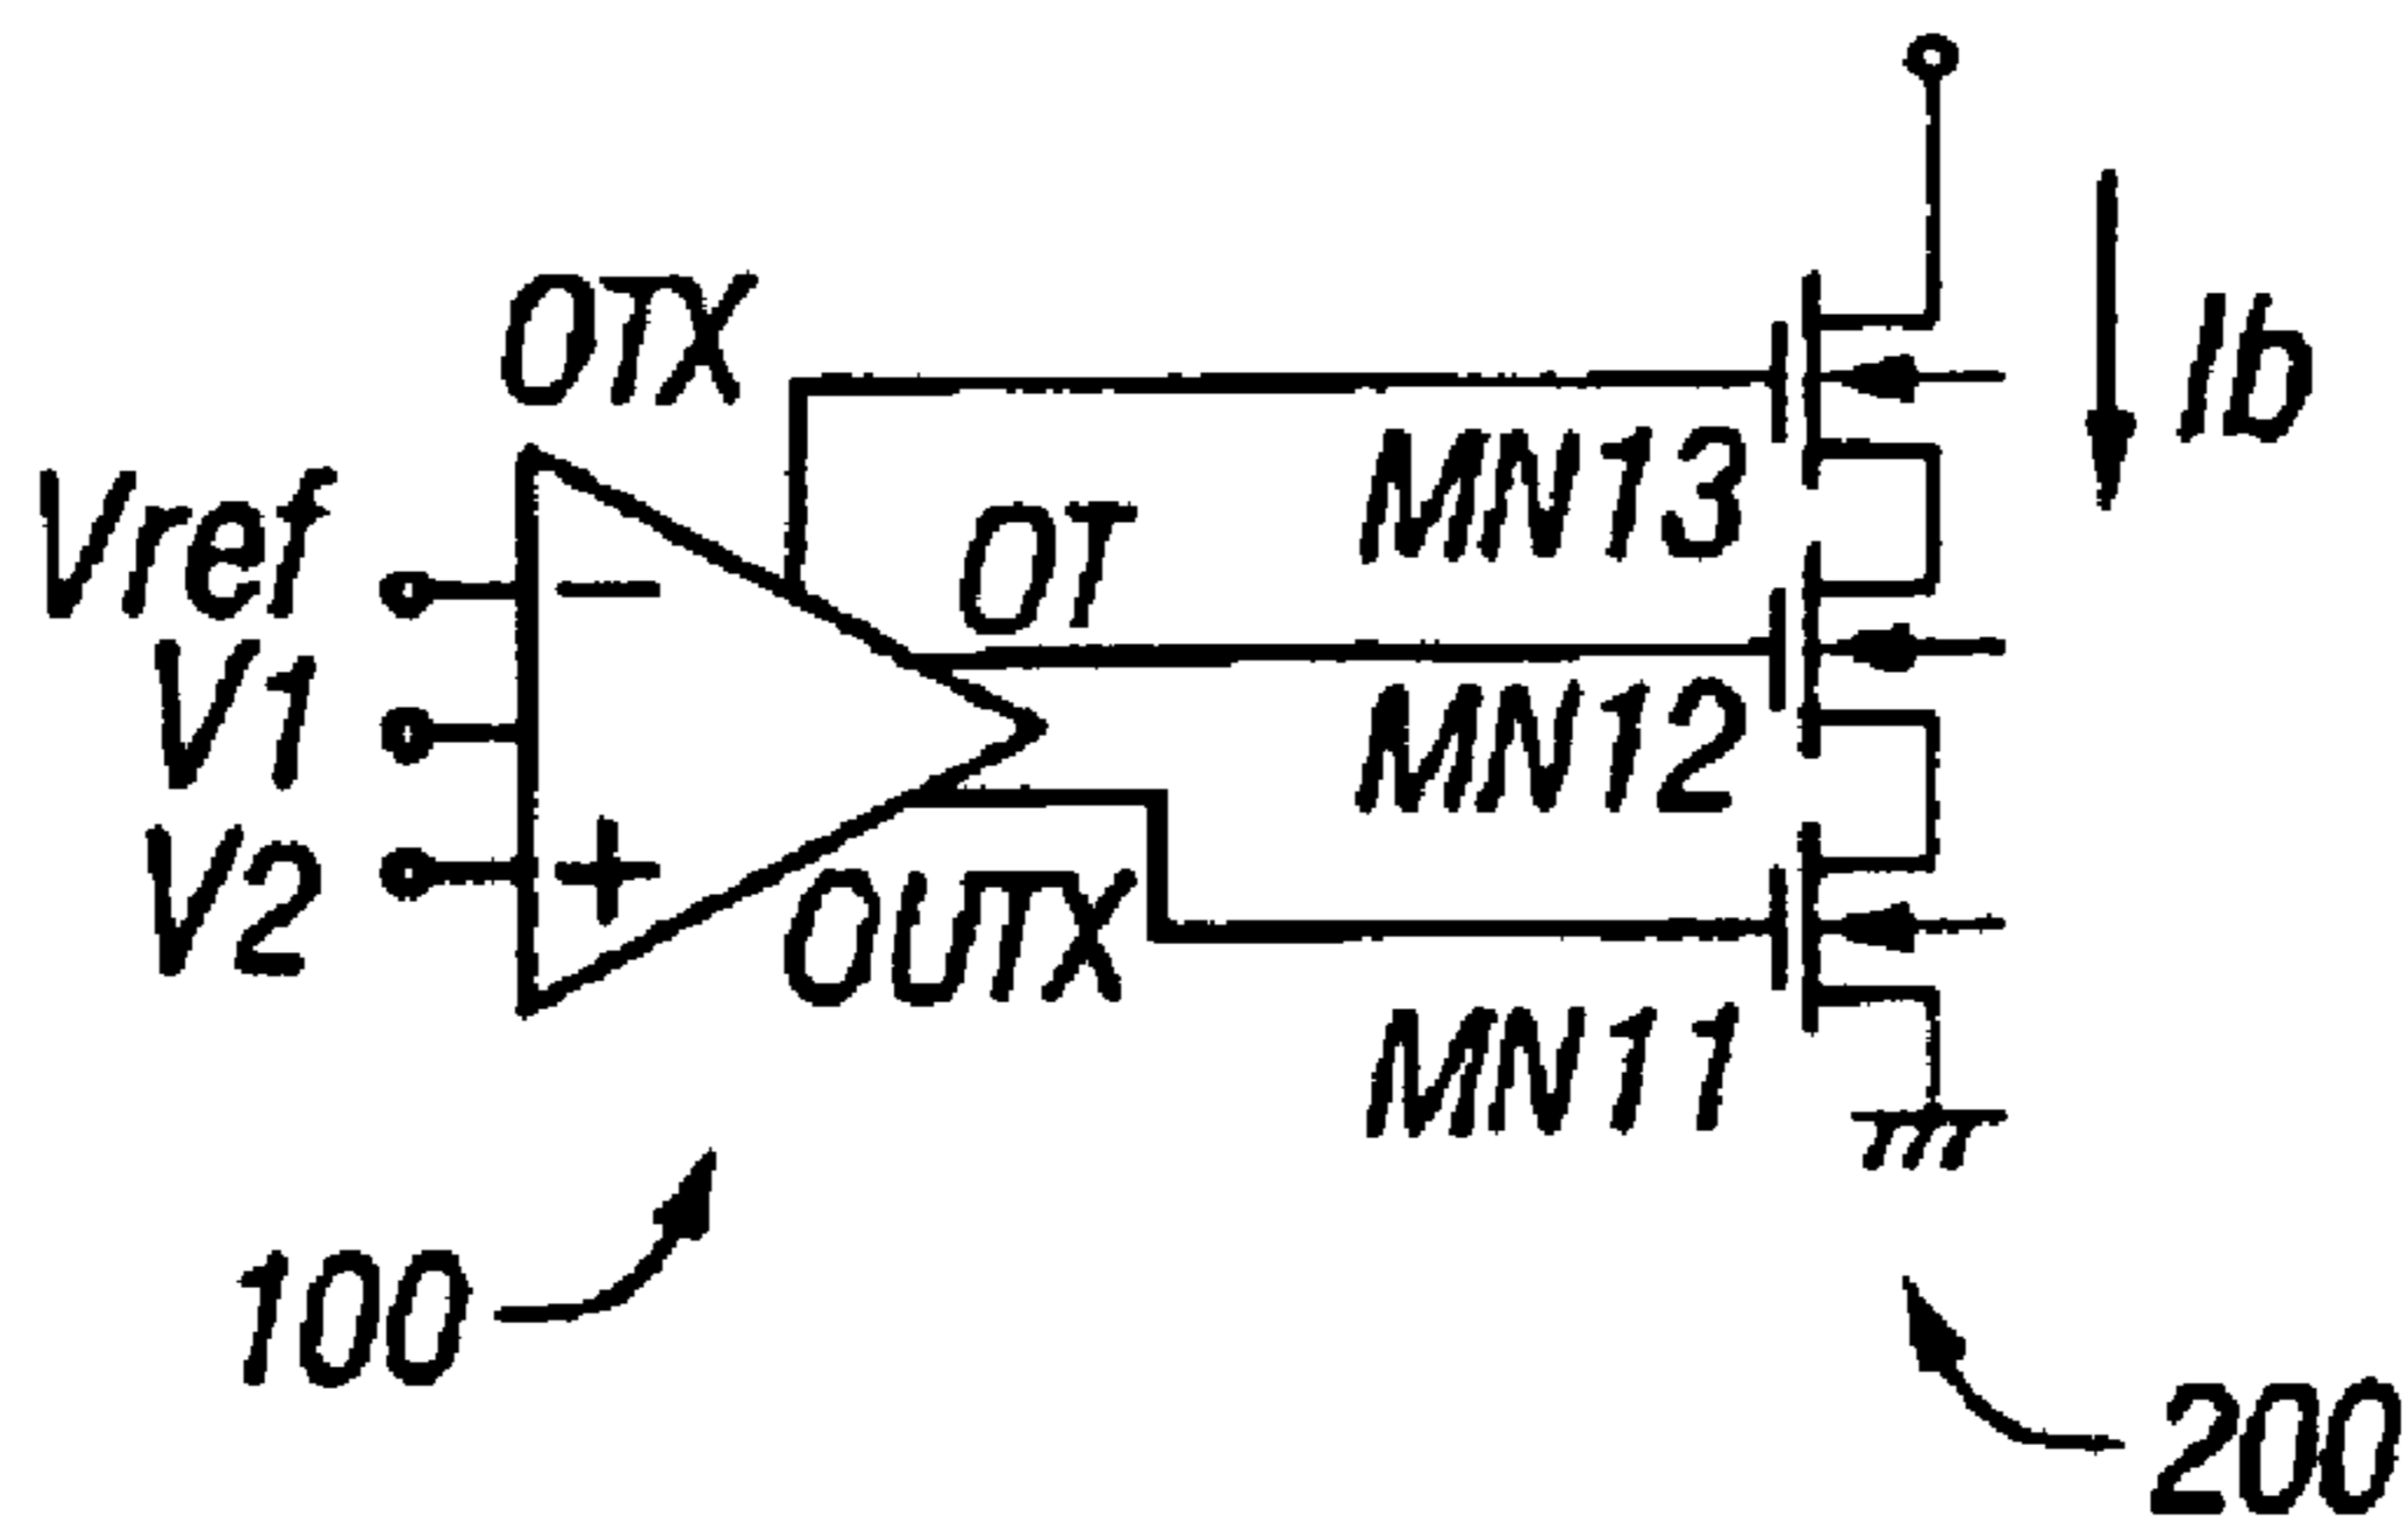 OTX
Ib
Vref
−
OT
MN13
V1
MN12
V2
+
OUTX
MN11
100
200